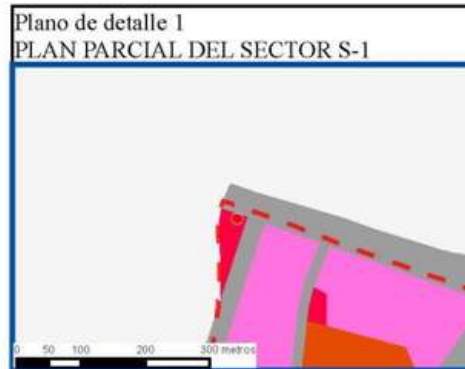 Plano de detalle 1
PLAN PARCIAL DEL SECTOR S-1
0 50 100 200 300 metros